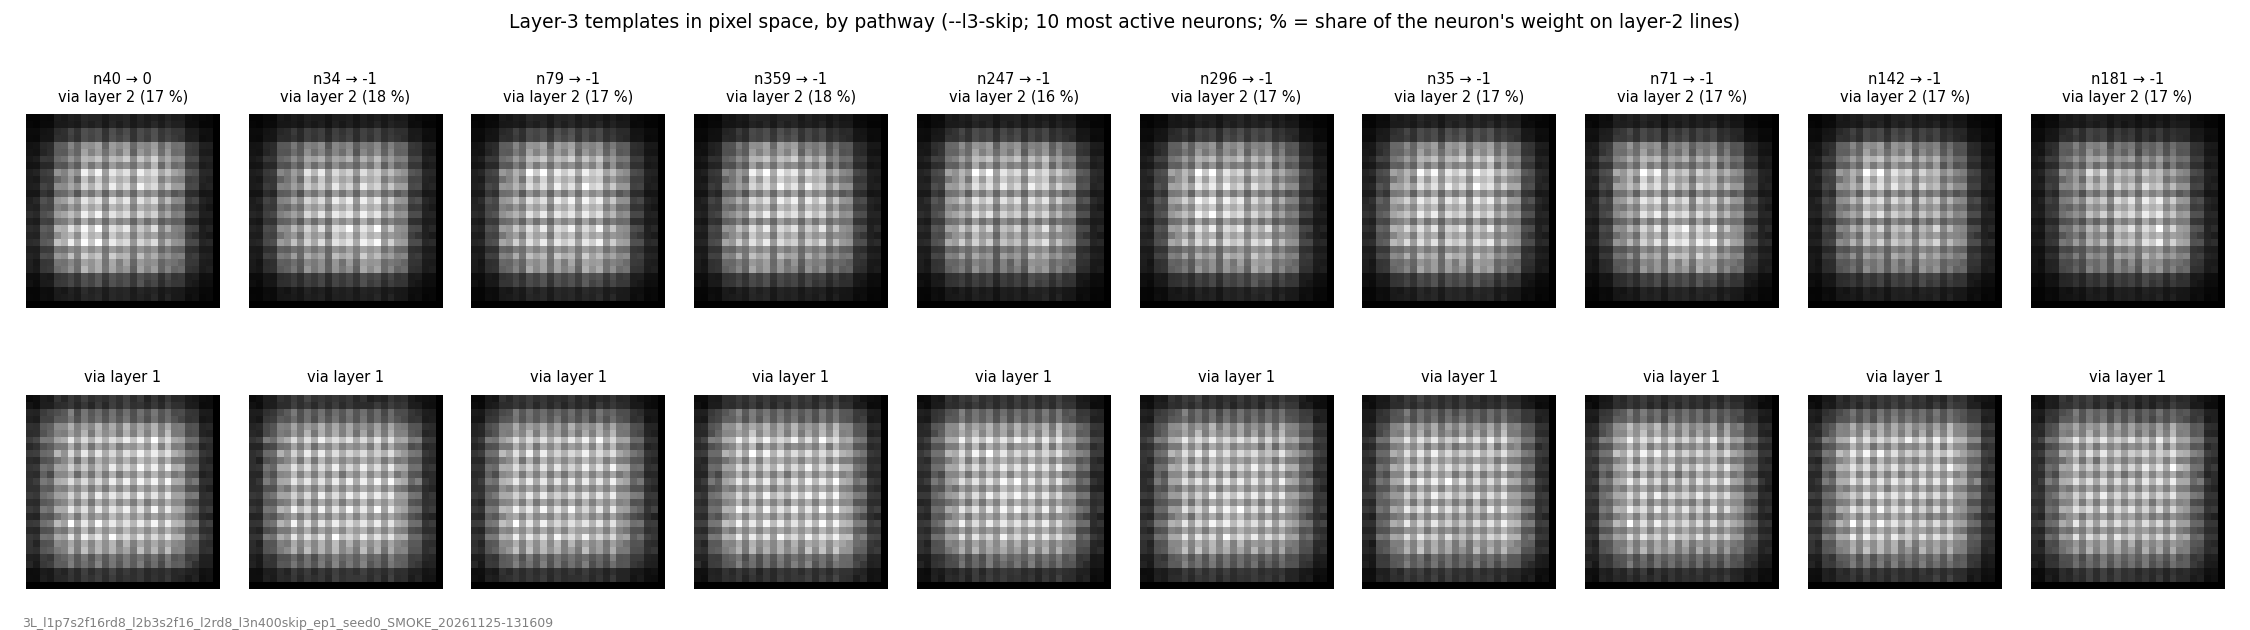 Layer-3 templates in pixel space, by pathway (--l3-skip; 10 most active neurons; % = share of the neuron's weight on layer-2 lines)
n40 → 0
via layer 2 (17 %)
n34 → -1
via layer 2 (18 %)
n79 → -1
via layer 2 (17 %)
n359 → -1
via layer 2 (18 %)
n247 → -1
via layer 2 (16 %)
n296 → -1
via layer 2 (17 %)
n35 → -1
via layer 2 (17 %)
n71 → -1
via layer 2 (17 %)
n142 → -1
via layer 2 (17 %)
n181 → -1
via layer 2 (17 %)
via layer 1
via layer 1
via layer 1
via layer 1
via layer 1
via layer 1
via layer 1
via layer 1
via layer 1
via layer 1
3L_l1p7s2f16rd8_l2b3s2f16_l2rd8_l3n400skip_ep1_seed0_SMOKE_20261125-131609